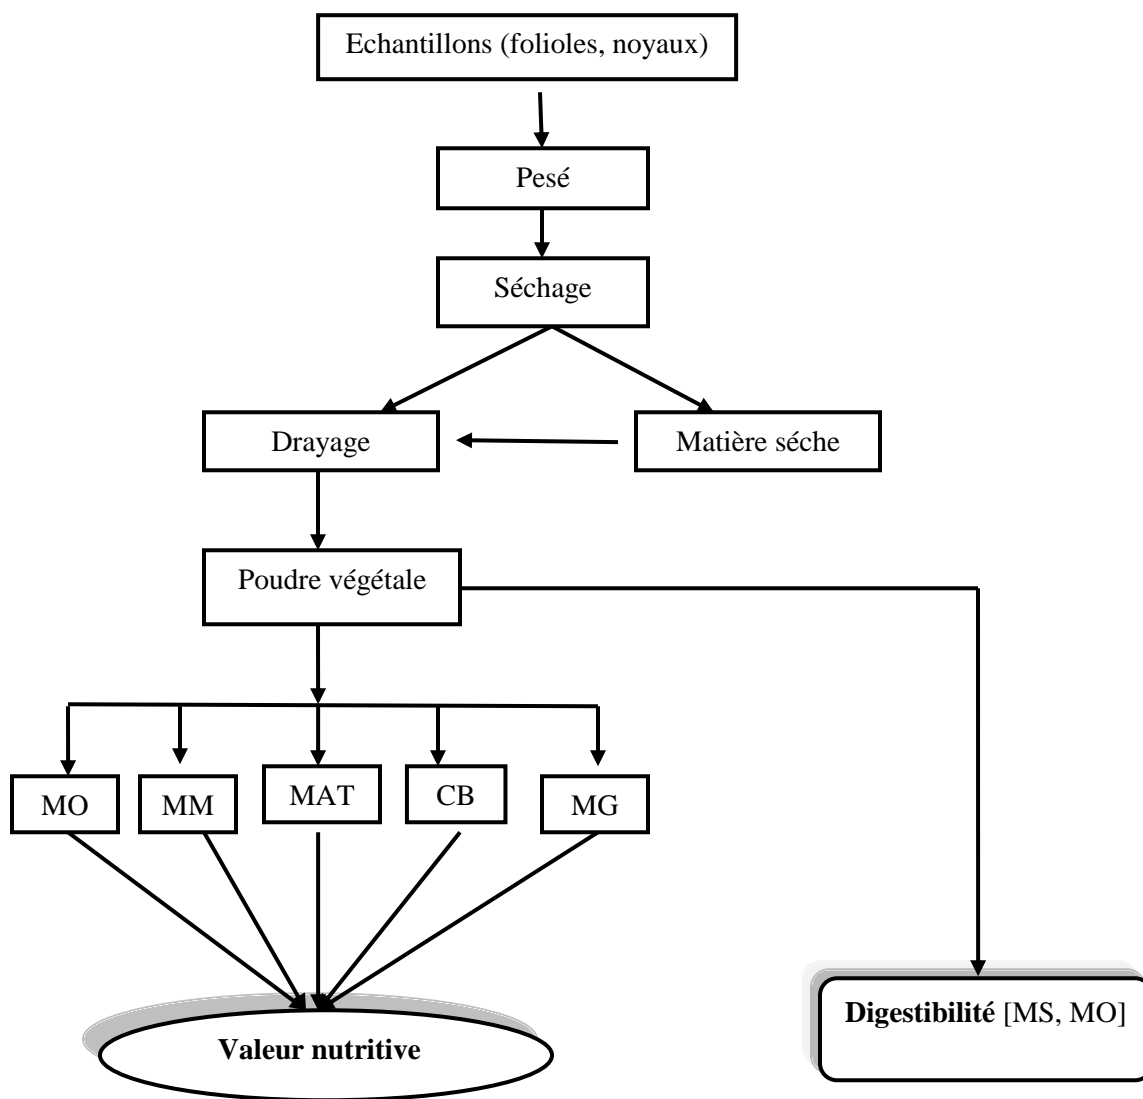 Echantillons (folioles, noyaux)
Pesé
Séchage
Drayage
Matière séche
Poudre végétale
MO
MM
MAT
CB
MG
Digestibilité [MS, MO]
Valeur nutritive